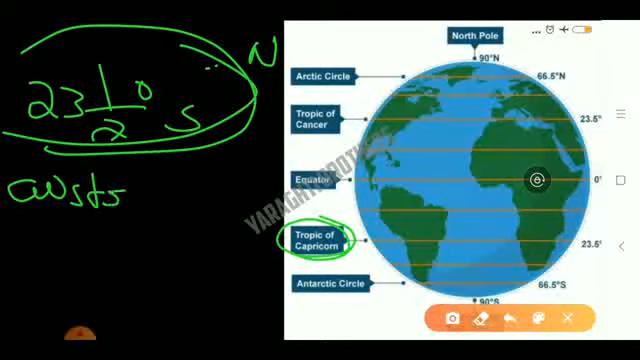 N
23 1/2 ° S
North Pole
90°N
Arctic Circle
66.5°N
Tropic of
Cancer
23.5°
Equator
0°
Tropic of
Capricorn
23.5°
Antarctic Circle
66.5°S
90°S